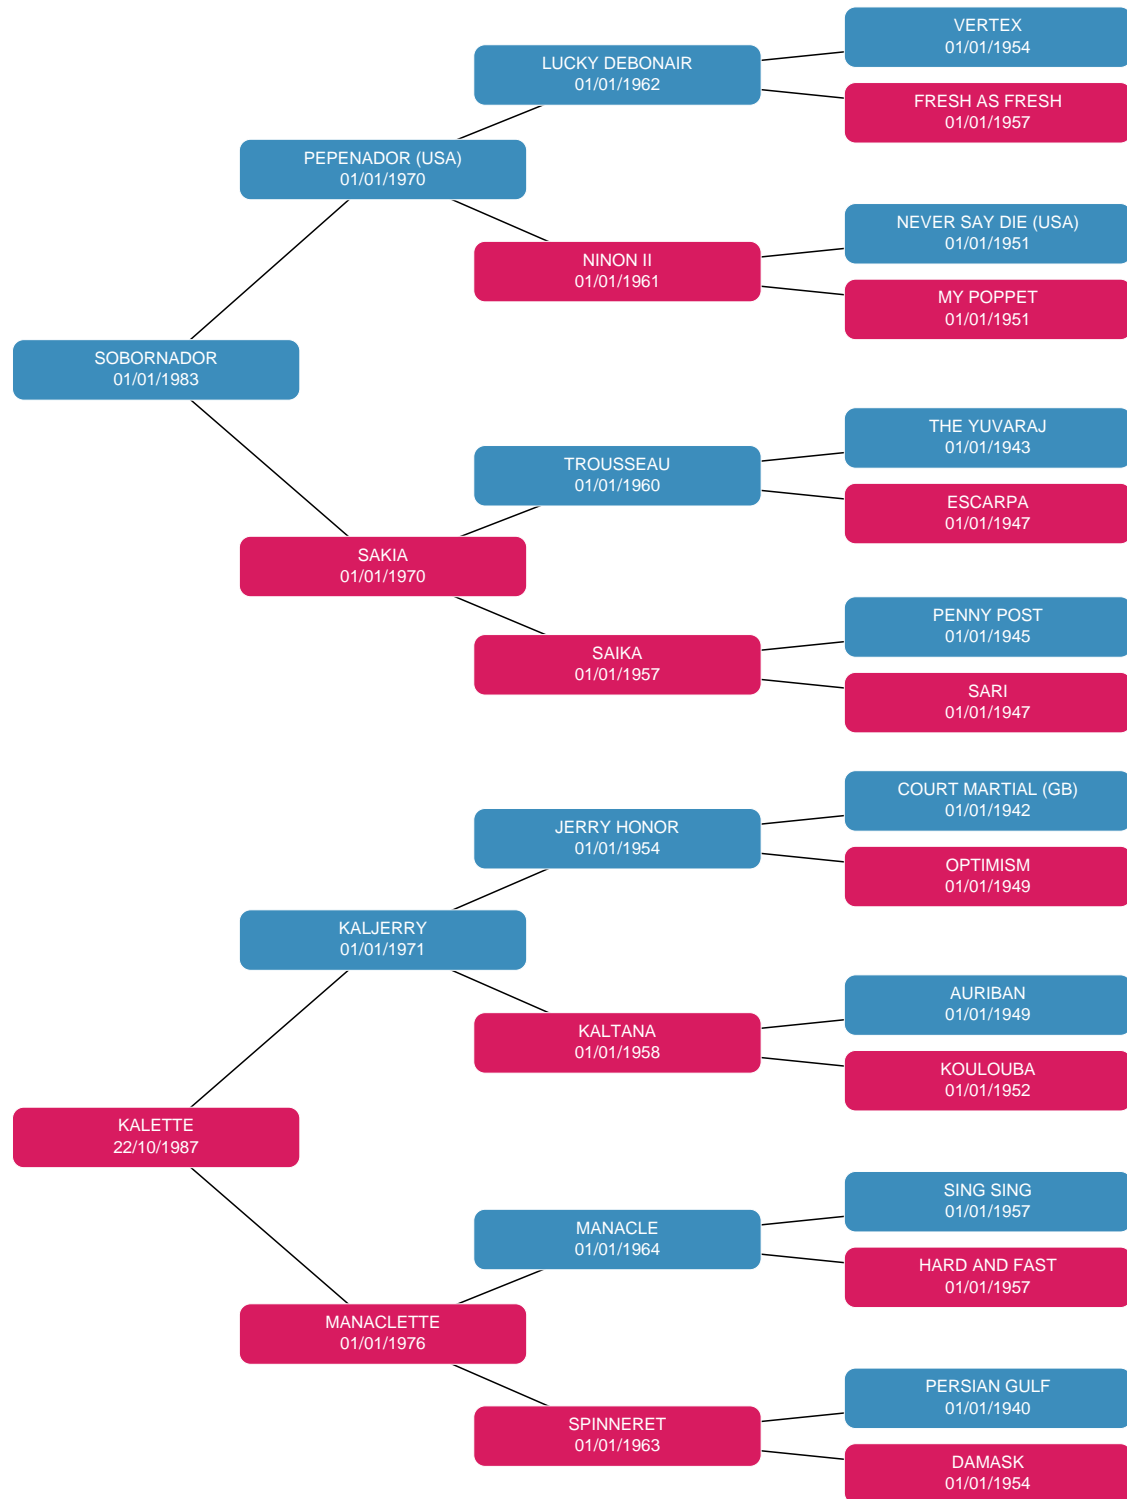 VERTEX
01/01/1954
LUCKY DEBONAIR
01/01/1962
FRESH AS FRESH
01/01/1957
PEPENADOR (USA)
01/01/1970
NEVER SAY DIE (USA)
01/01/1951
NINON II
01/01/1961
MY POPPET
01/01/1951
SOBORNADOR
01/01/1983
THE YUVARAJ
01/01/1943
TROUSSEAU
01/01/1960
ESCARPA
01/01/1947
SAKIA
01/01/1970
PENNY POST
01/01/1945
SAIKA
01/01/1957
SARI
01/01/1947
COURT MARTIAL (GB)
01/01/1942
JERRY HONOR
01/01/1954
OPTIMISM
01/01/1949
KALJERRY
01/01/1971
AURIBAN
01/01/1949
KALTANA
01/01/1958
KOULOUBA
01/01/1952
KALETTE
22/10/1987
SING SING
01/01/1957
MANACLE
01/01/1964
HARD AND FAST
01/01/1957
MANACLETTE
01/01/1976
PERSIAN GULF
01/01/1940
SPINNERET
01/01/1963
DAMASK
01/01/1954